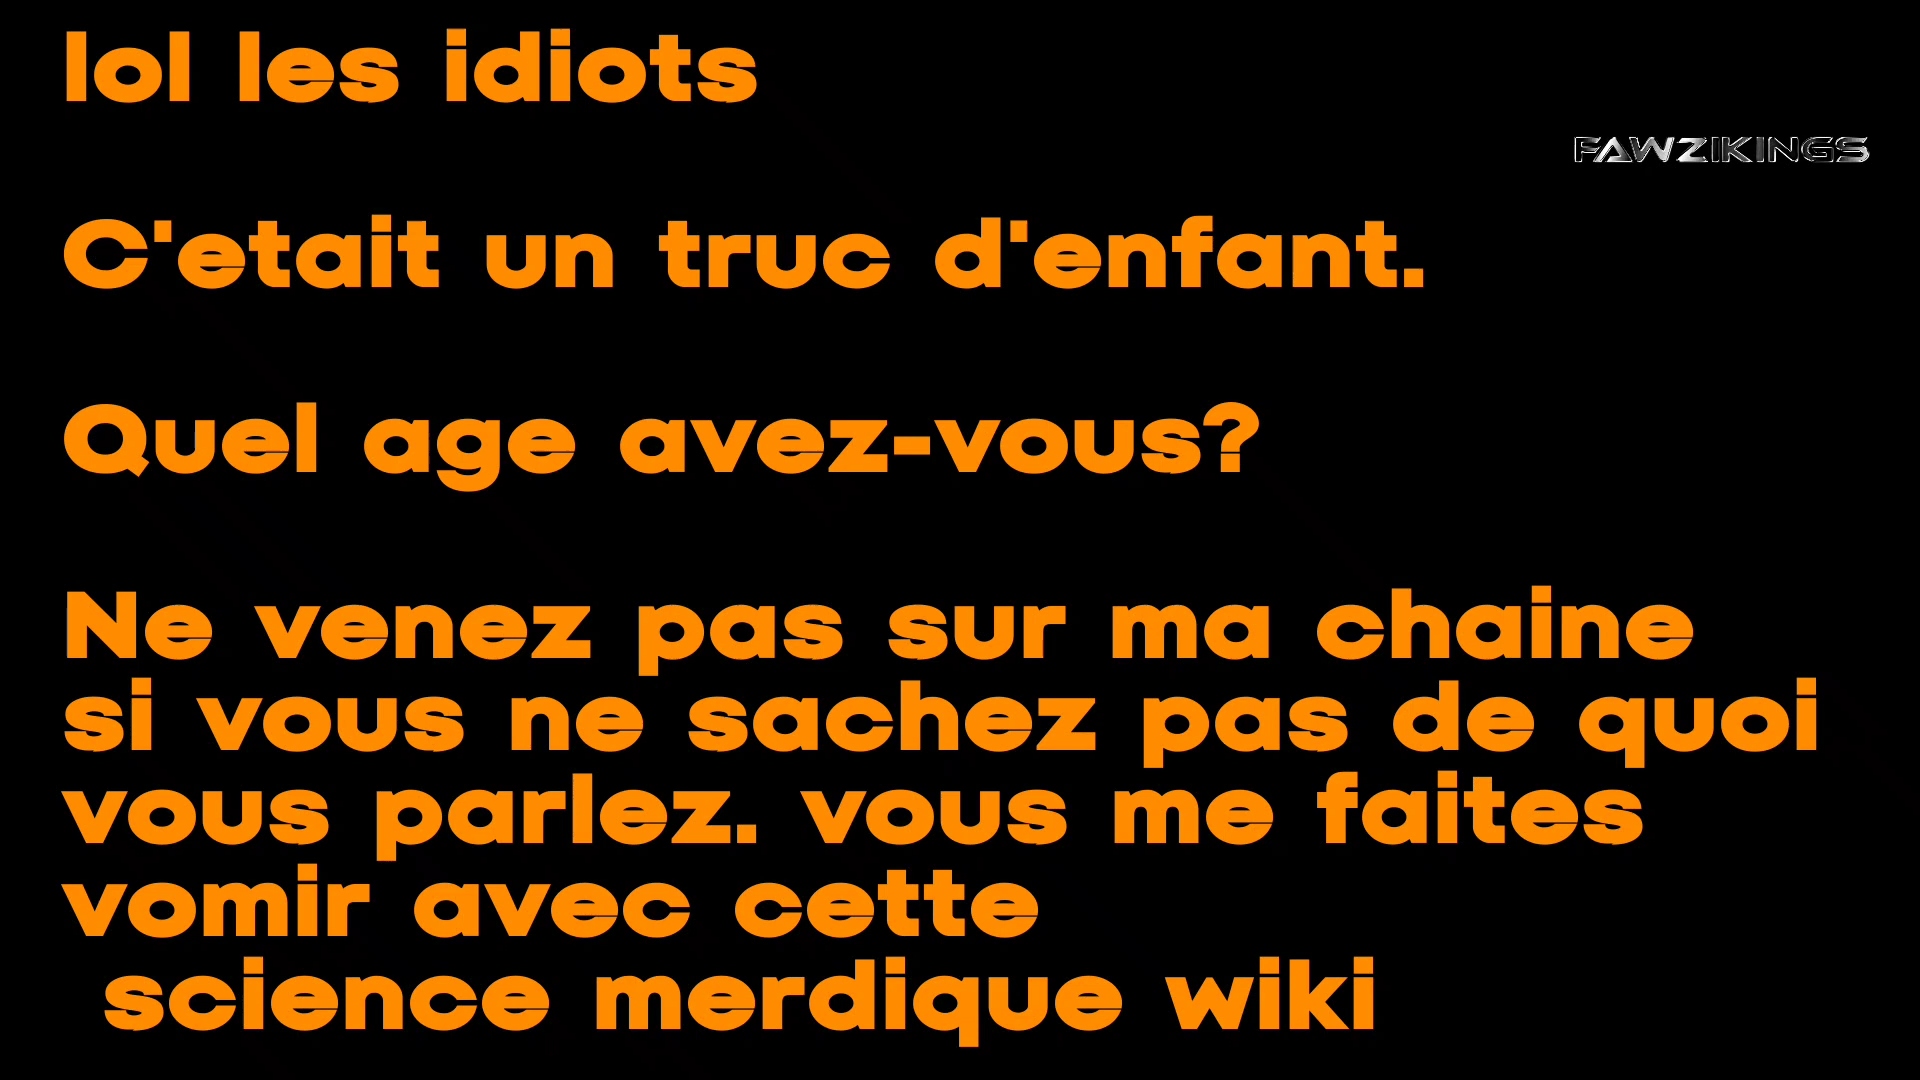 lol les idiots
FAWZIKINGS
C'etait un truc d'enfant.
Quel age avez-vous?
Ne venez pas sur ma chaine
si vous ne sachez pas de quoi
vous parlez. vous me faites
vomir avec cette
science merdique wiki